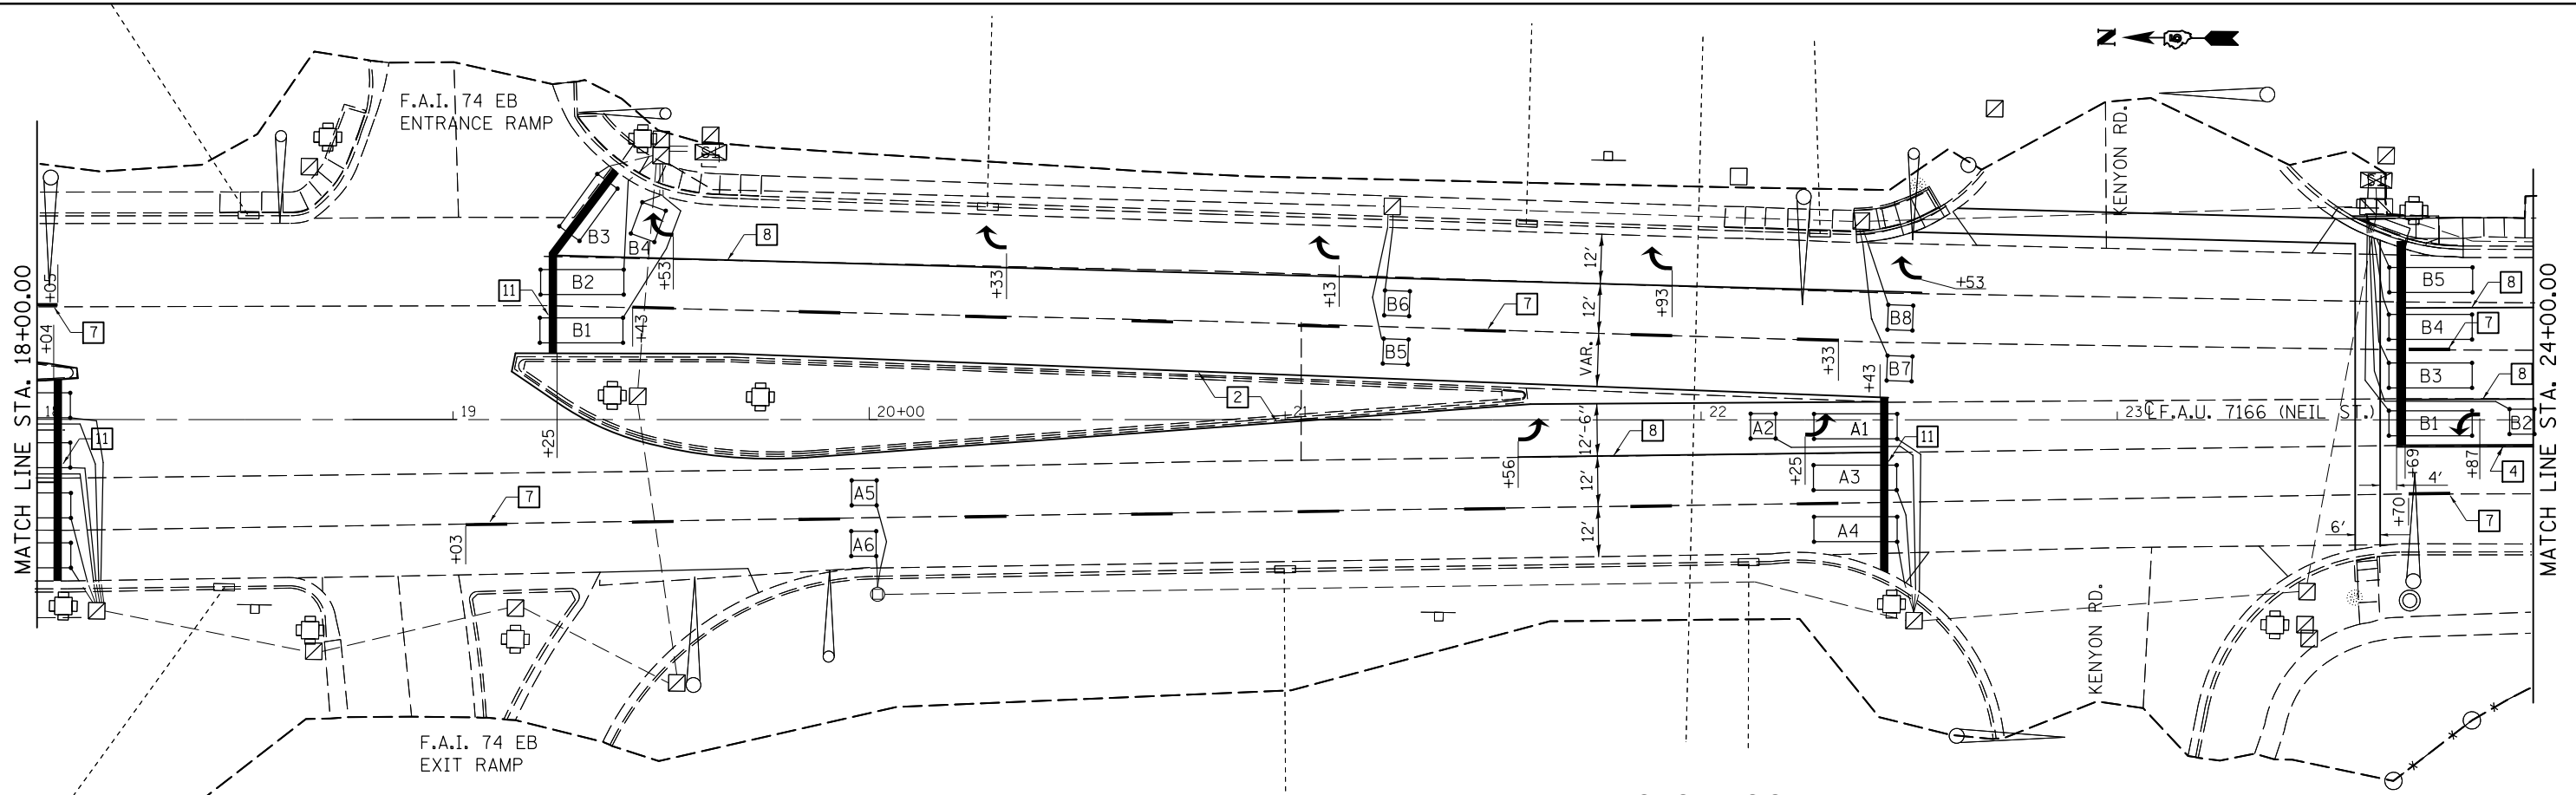 N
F.A.I. 74 EB
ENTRANCE RAMP
KENYON RD.
MATCH LINE STA. 18+00.00
MATCH LINE STA. 24+00.00
TS
TS
B3
B4
+53
8
+33
+13
+93
12'
+53
+05
7
+04
11
B2
B1
+43
B6
B5
7
12'
VAR.
+33
+43
B8
B7
B5
8
B4
7
B3
8
B1
B2
18
19
20+00
21
22
23
℄ F.A.U. 7166 (NEIL ST.)
2
11
+25
12'-6"
8
+56
A2
+25
A1
11
A3
A4
+69
+87
4
4'
+70
7
6'
7
+03
A5
A6
12'
12'
KENYON RD.
F.A.I. 74 EB
EXIT RAMP